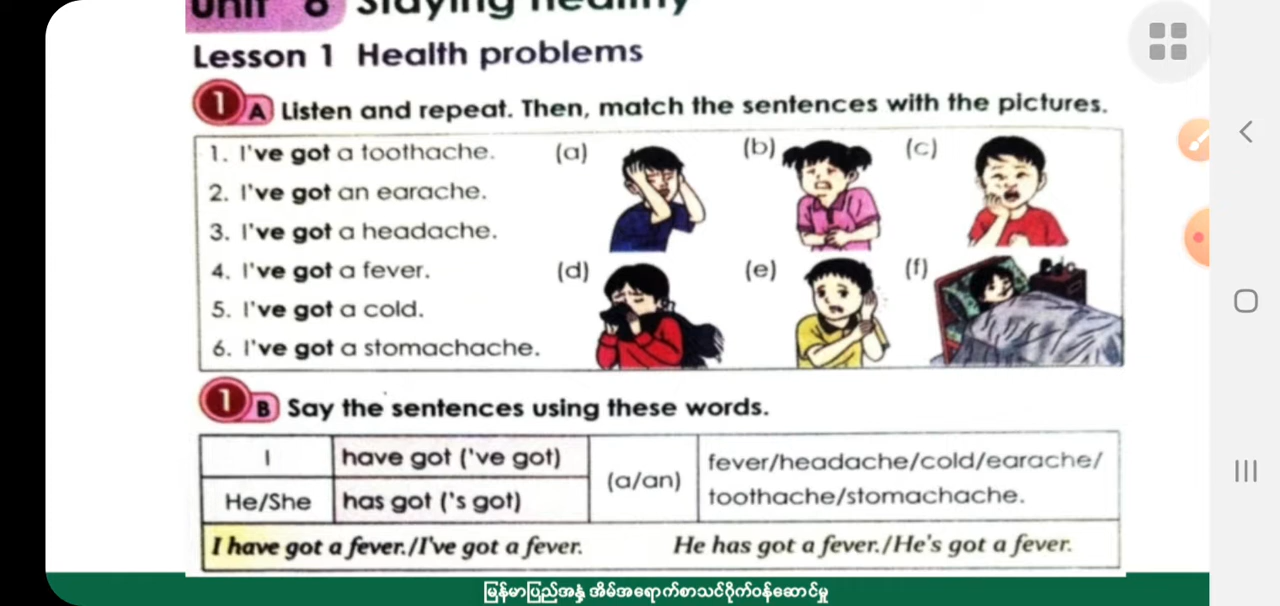 Unit 8 Staying healthy
Lesson 1 Health problems
1 A Listen and repeat. Then, match the sentences with the pictures.
1. I've got a toothache.
2. I've got an earache.
3. I've got a headache.
4. I've got a fever.
5. I've got a cold.
6. I've got a stomachache.
(a)
(b)
(c)
(d)
(e)
(f)
1 B Say the sentences using these words.
I have got ('ve got)
He/She has got ('s got)
(a/an)
fever/headache/cold/earache/
toothache/stomachache.
I have got a fever./I've got a fever. He has got a fever./He's got a fever.
မြန်မာပြည်အနှံ့ အိမ်အရောက်စာသင်ဝိုက်ဝန်ဆောင်မှု